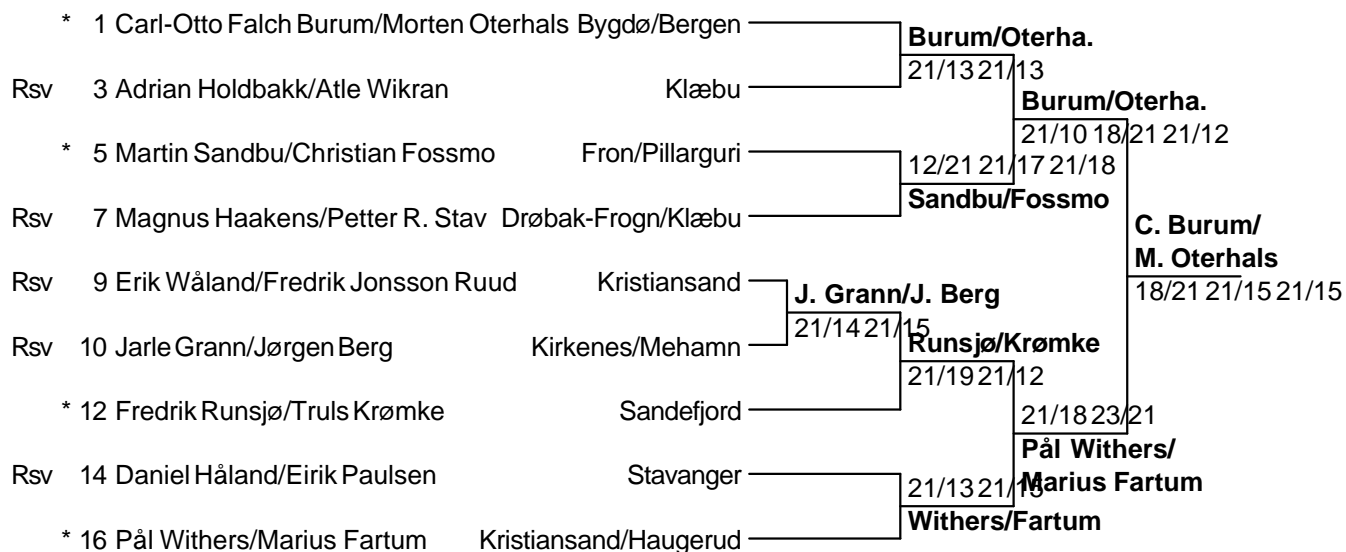 * 1 Carl-Otto Falch Burum/Morten Oterhals Bygdø/Bergen
Burum/Oterha.
21/13 21/13
Rsv 3 Adrian Holdbakk/Atle Wikran Klæbu
Burum/Oterha.
21/10 18/21 21/12
* 5 Martin Sandbu/Christian Fossmo Fron/Pillarguri
12/21 21/17 21/18
Sandbu/Fossmo
Rsv 7 Magnus Haakens/Petter R. Stav Drøbak-Frogn/Klæbu
C. Burum/
M. Oterhals
18/21 21/15 21/15
Rsv 9 Erik Wåland/Fredrik Jonsson Ruud Kristiansand
J. Grann/J. Berg
21/14 21/15
Rsv 10 Jarle Grann/Jørgen Berg Kirkenes/Mehamn
Runsjø/Krømke
21/19 21/12
* 12 Fredrik Runsjø/Truls Krømke Sandefjord
21/18 23/21
Pål Withers/
Marius Fartum
Rsv 14 Daniel Håland/Eirik Paulsen Stavanger
21/13 21/15
Withers/Fartum
* 16 Pål Withers/Marius Fartum Kristiansand/Haugerud